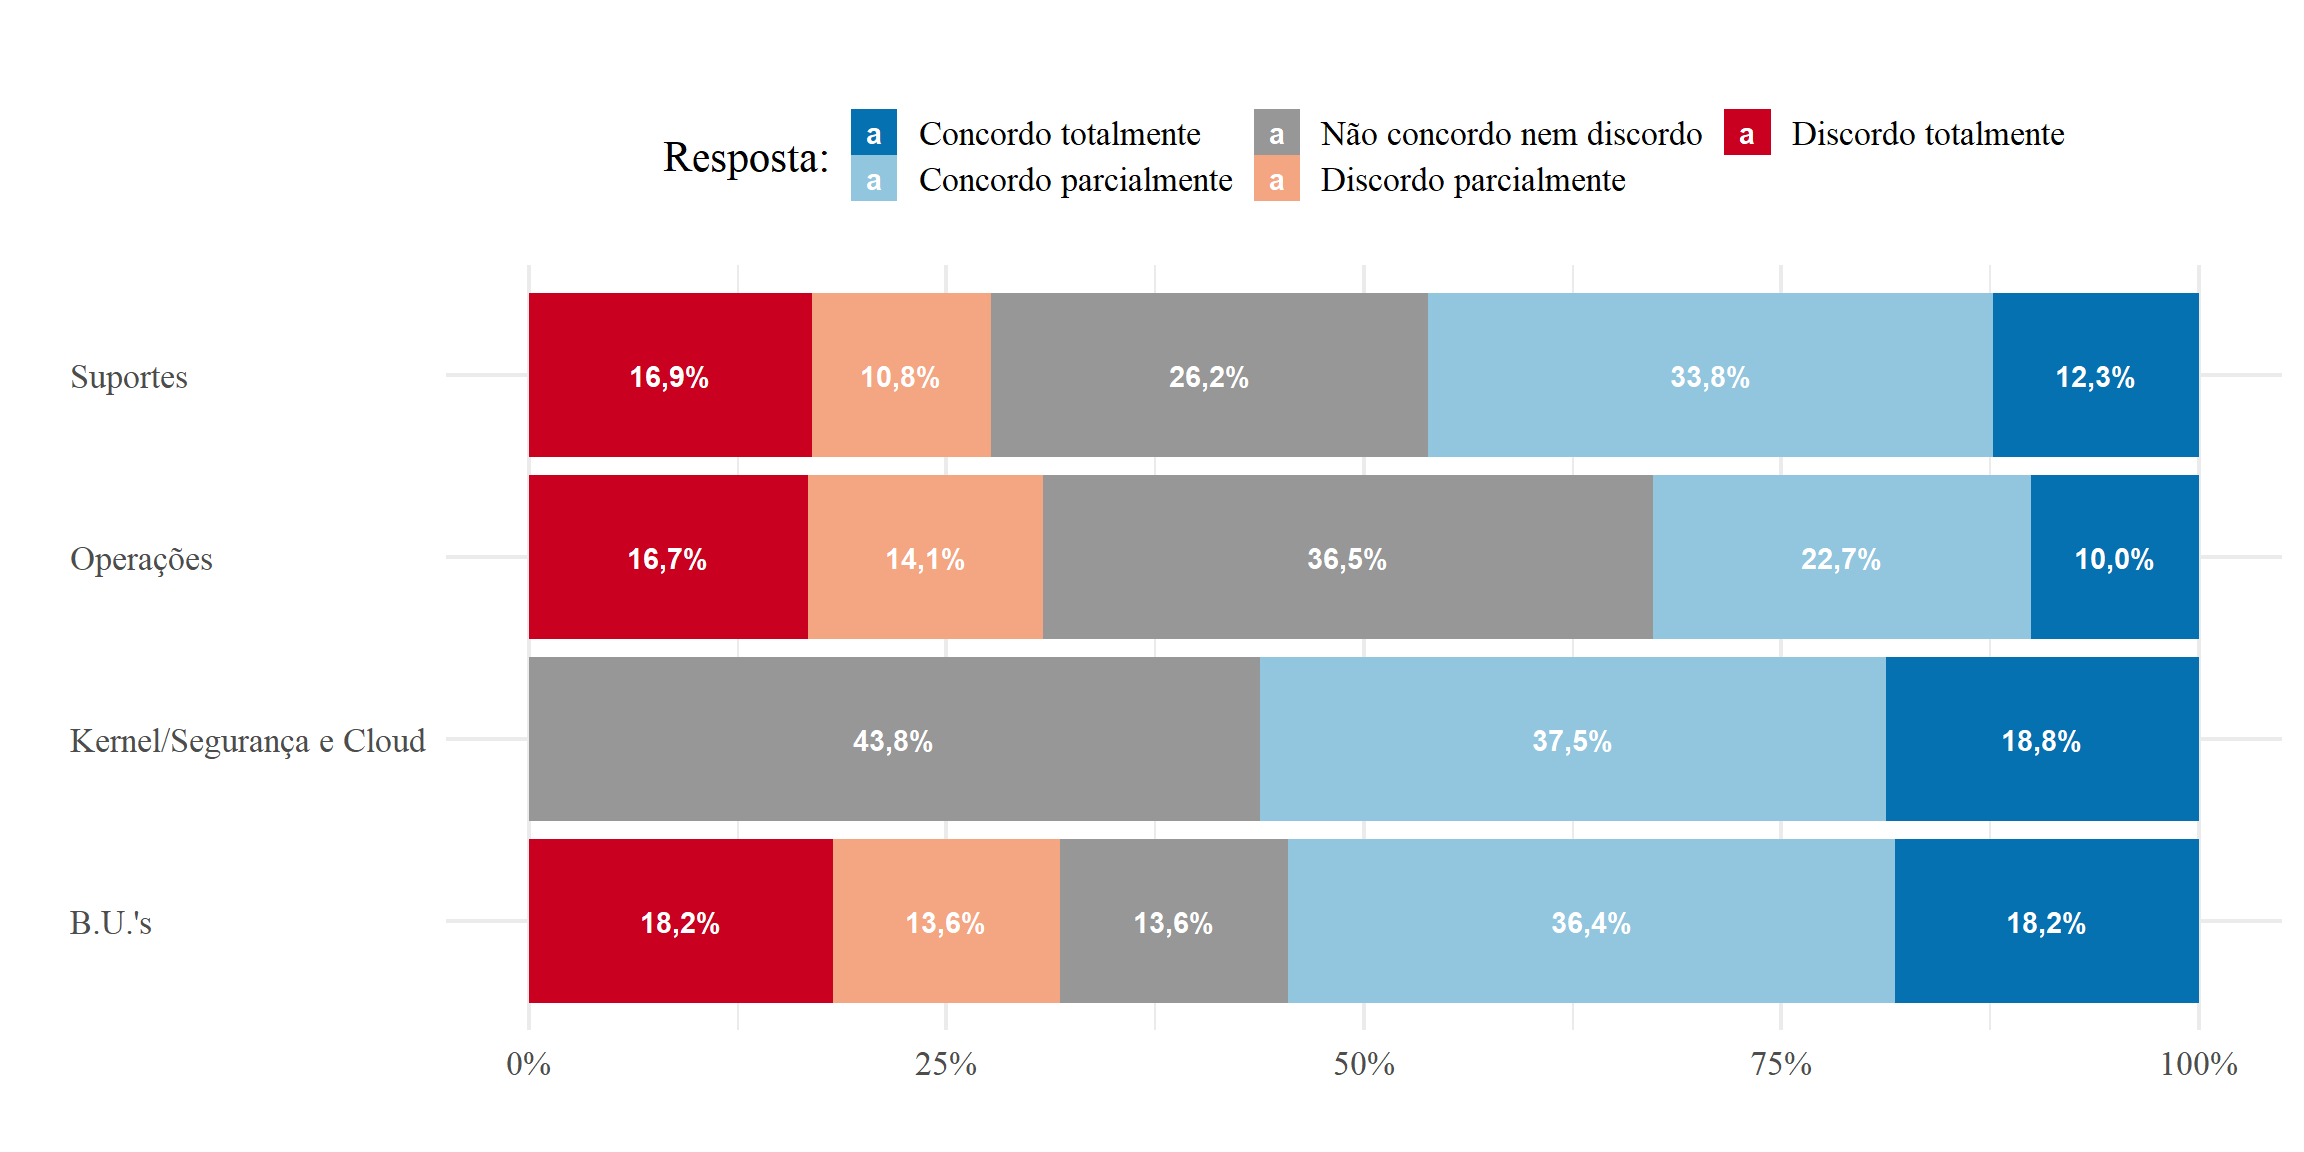 Resposta:
a Concordo totalmente
a Concordo parcialmente
a Não concordo nem discordo
a Discordo parcialmente
a Discordo totalmente
Suportes 16,9% 10,8% 26,2% 33,8% 12,3%
Operações 16,7% 14,1% 36,5% 22,7% 10,0%
Kernel/Segurança e Cloud 43,8% 37,5% 18,8%
B.U.'s 18,2% 13,6% 13,6% 36,4% 18,2%
0% 25% 50% 75% 100%